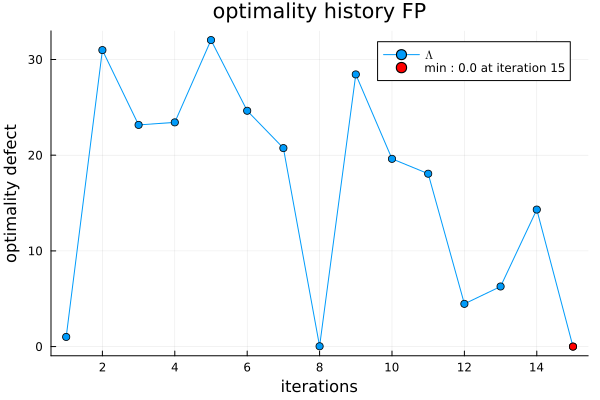 optimality history FP
Λ
min : 0.0 at iteration 15
optimality defect
30
20
10
0
2 4 6 8 10 12 14
iterations